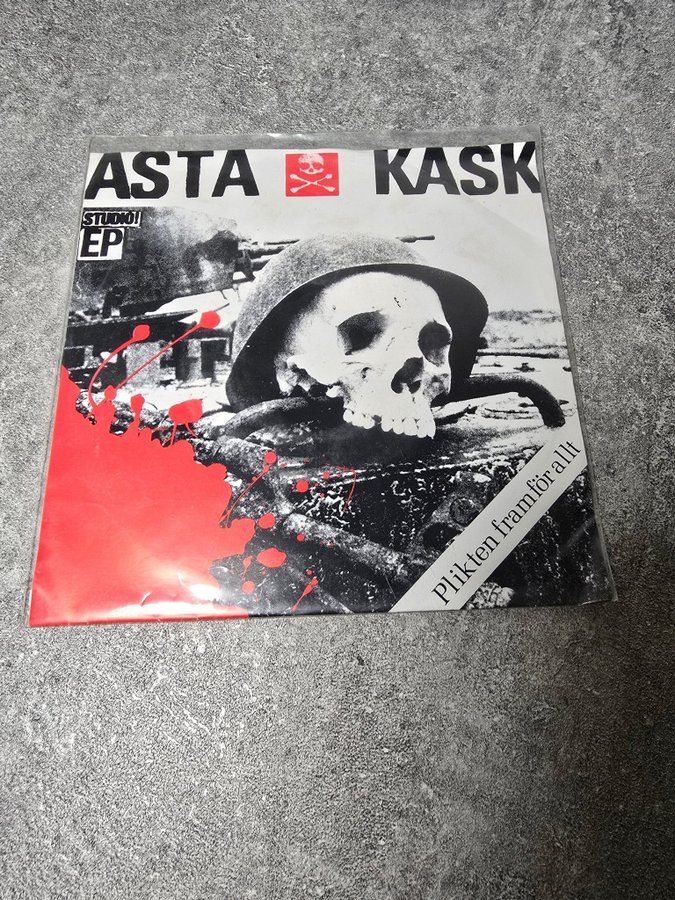 ASTA KASK
STUDIO!
EP
Plikten framför allt